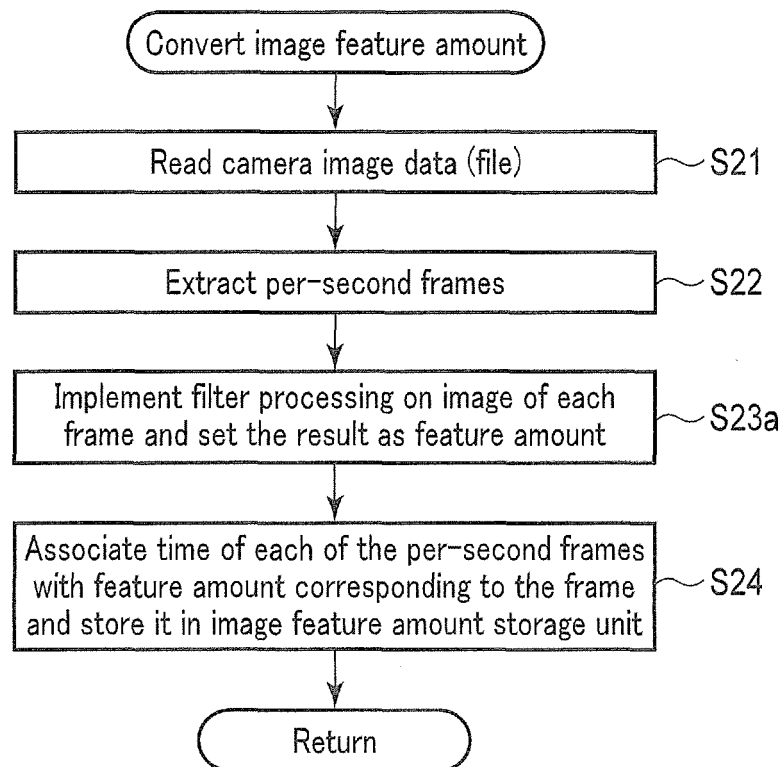 Convert image feature amount
Read camera image data (file)
S21
Extract per-second frames
S22
Implement filter processing on image of each
frame and set the result as feature amount
S23a
Associate time of each of the per-second frames
with feature amount corresponding to the frame
and store it in image feature amount storage unit
S24
Return